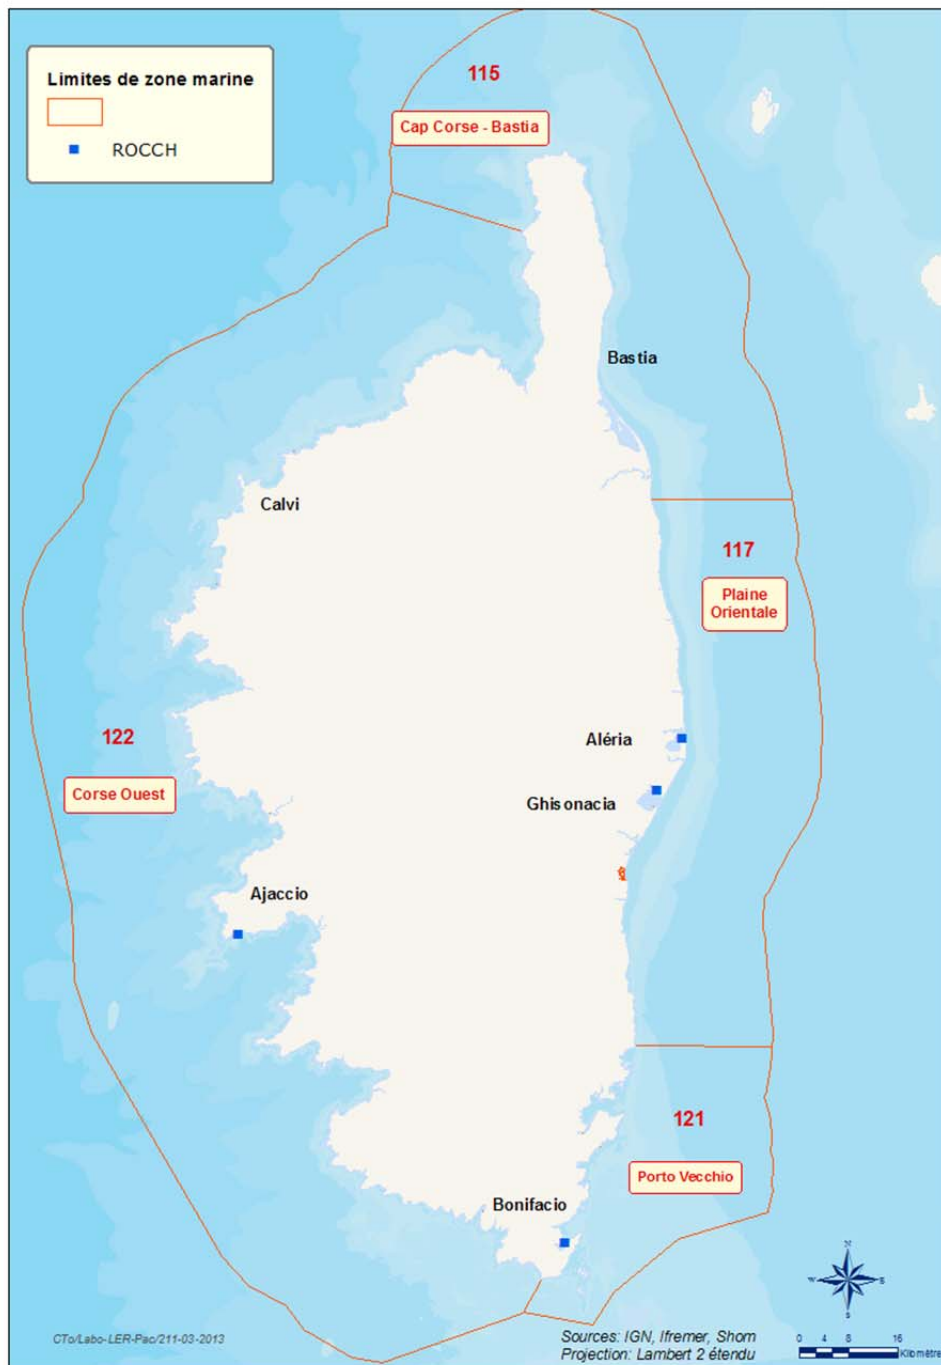 Limites de zone marine
ROCCH
115
Cap Corse - Bastia
Bastia
Calvi
117
Plaine
Orientale
122
Corse Ouest
Aléria
Ghisonacia
Ajaccio
121
Porto Vecchio
Bonifacio
N
W
S
CTo/Labo-LER-Pac/211-03-2013
Sources: IGN, Ifremer, Shom
Projection: Lambert 2 étendu
0 4 8 16
Kilomètre